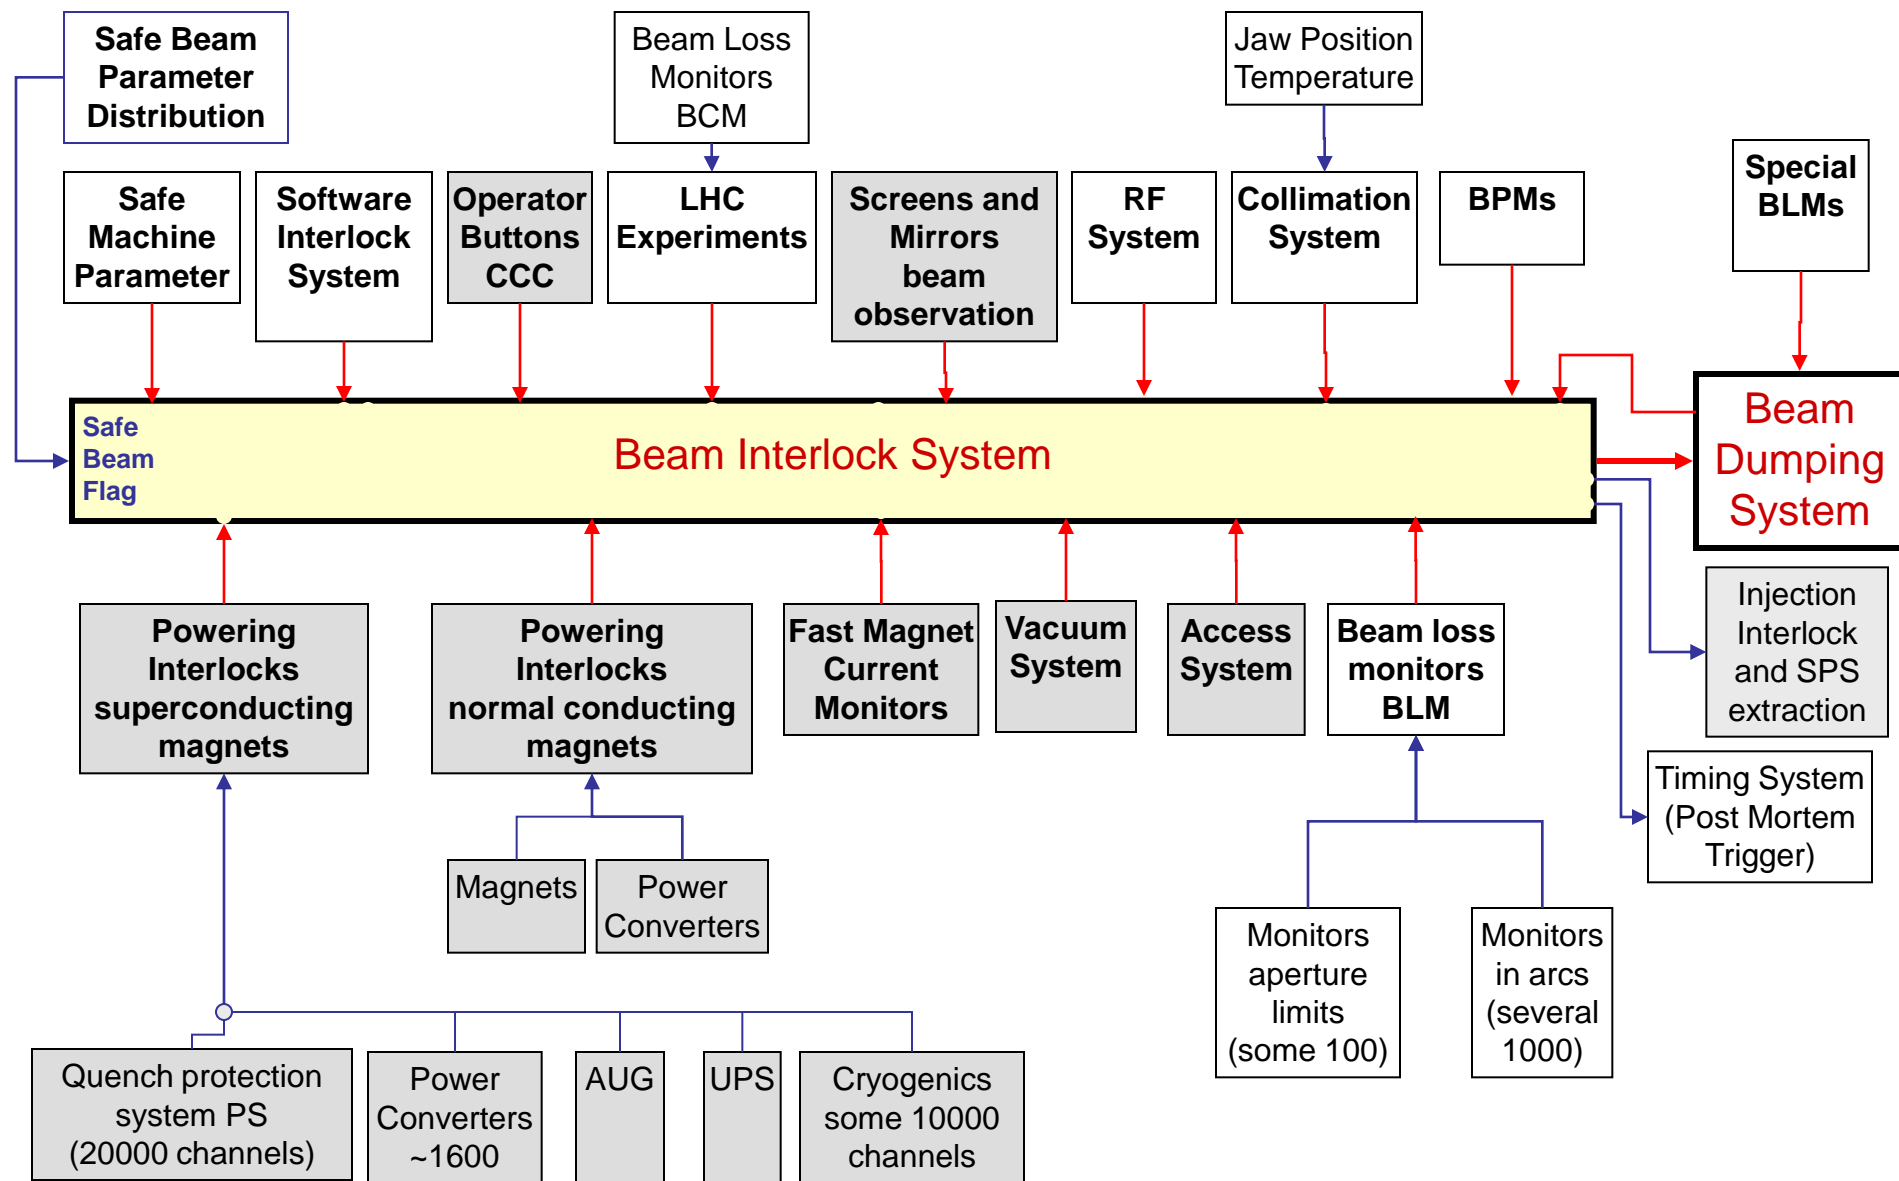 Safe Beam
Parameter
Distribution
Beam Loss
Monitors
BCM
Jaw Position
Temperature
Safe
Machine
Parameter
Software
Interlock
System
Operator
Buttons
CCC
LHC
Experiments
Screens and
Mirrors
beam
observation
RF
System
Collimation
System
BPMs
Special
BLMs
Safe
Beam
Flag
Beam Interlock System
Beam
Dumping
System
Powering
Interlocks
superconducting
magnets
Powering
Interlocks
normal conducting
magnets
Fast Magnet
Current
Monitors
Vacuum
System
Access
System
Beam loss
monitors
BLM
Injection
Interlock
and SPS
extraction
Timing System
(Post Mortem
Trigger)
Magnets
Power
Converters
Monitors
aperture
limits
(some 100)
Monitors
in arcs
(several
1000)
Quench protection
system PS
(20000 channels)
Power
Converters
~1600
AUG
UPS
Cryogenics
some 10000
channels